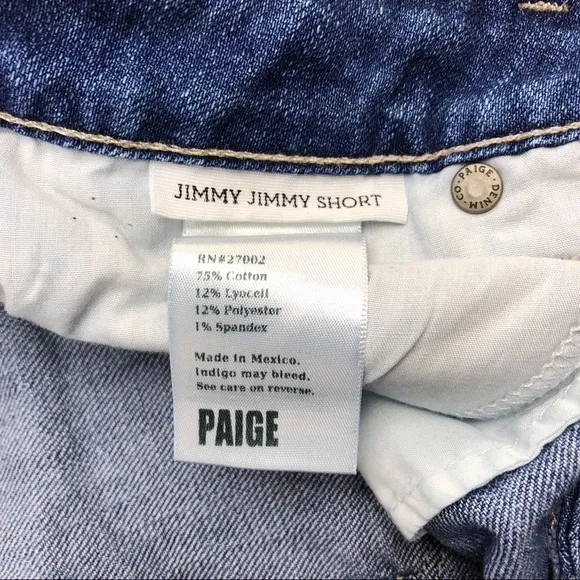 JIMMY JIMMY SHORT
PAIGE·DENIM·CO·
RN#27002
75% Cotton
12% Lyocell
12% Polyester
1% Spandex
Made in Mexico.
Indigo may bleed.
See care on reverse.
PAIGE